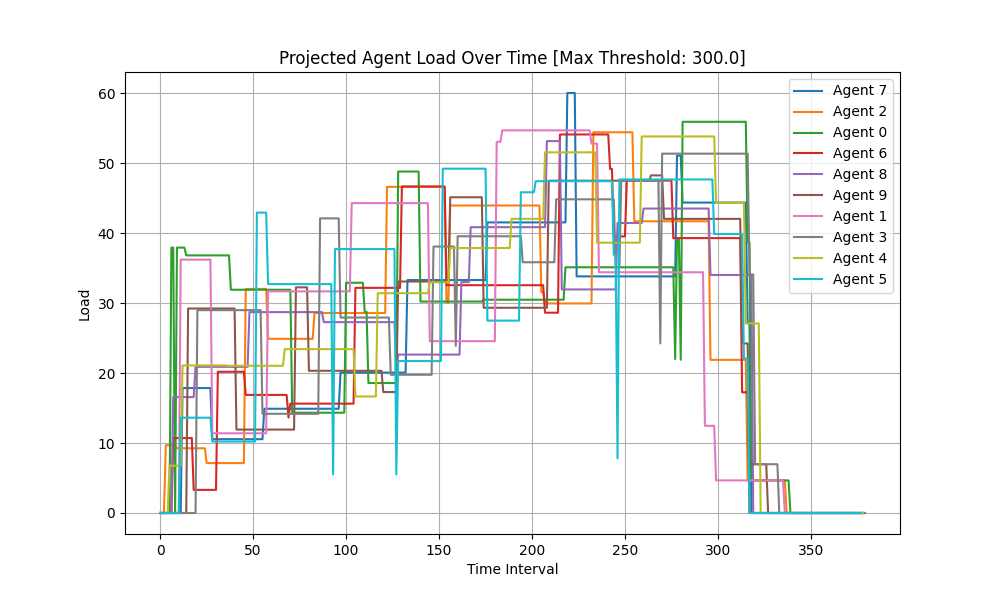 Projected Agent Load Over Time [Max Threshold: 300.0]
Load
60
50
40
30
20
10
0
0 50 100 150 200 250 300 350
Time Interval
Agent 7
Agent 2
Agent 0
Agent 6
Agent 8
Agent 9
Agent 1
Agent 3
Agent 4
Agent 5